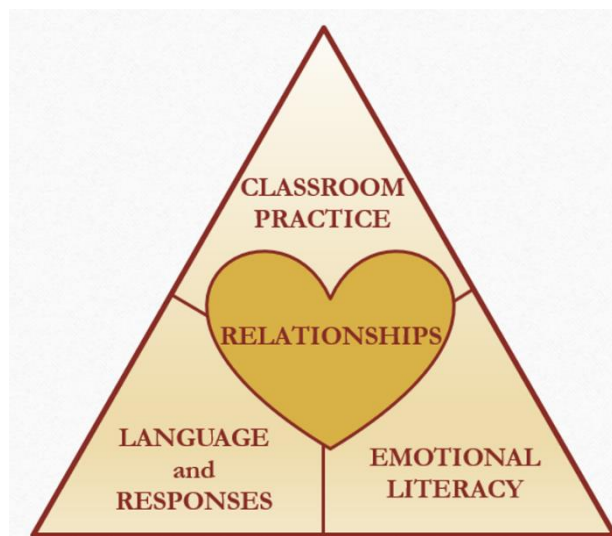 CLASSROOM
PRACTICE
RELATIONSHIPS
LANGUAGE
and
RESPONSES
EMOTIONAL
LITERACY